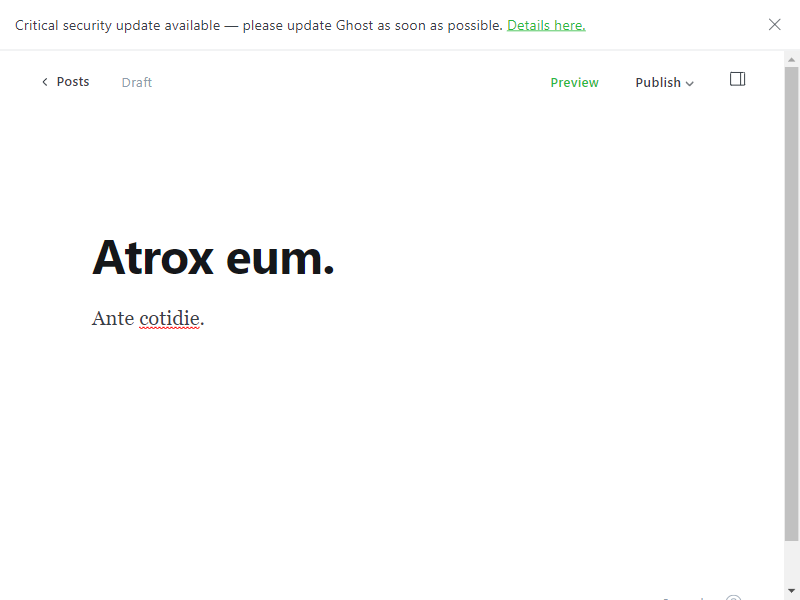 Critical security update available — please update Ghost as soon as possible. Details here.
Posts
Draft
Preview
Publish
Atrox eum.
Ante cotidie.